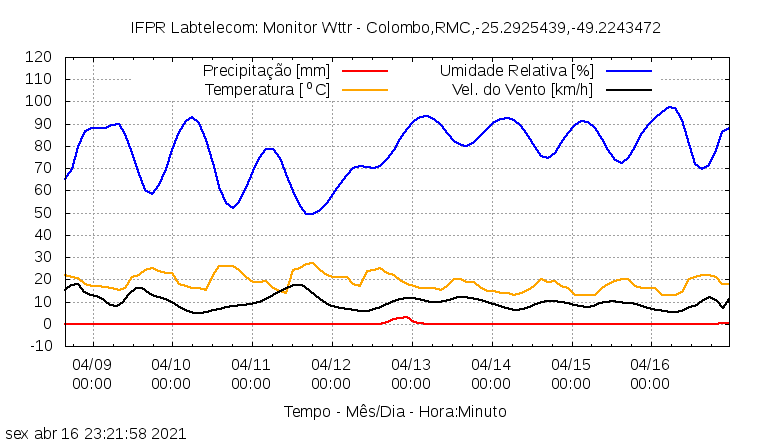 IFPR Labtelecom: Monitor Wttr - Colombo,RMC,-25.2925439,-49.2243472
120
110
100
90
80
70
60
50
40
30
20
10
0
-10
Precipitação [mm]
Temperatura [⁰C]
Umidade Relativa [%]
Vel. do Vento [km/h]
04/09 04/10 04/11 04/12 04/13 04/14 04/15 04/16
00:00 00:00 00:00 00:00 00:00 00:00 00:00 00:00
Tempo - Mês/Dia - Hora:Minuto
sex abr 16 23:21:58 2021